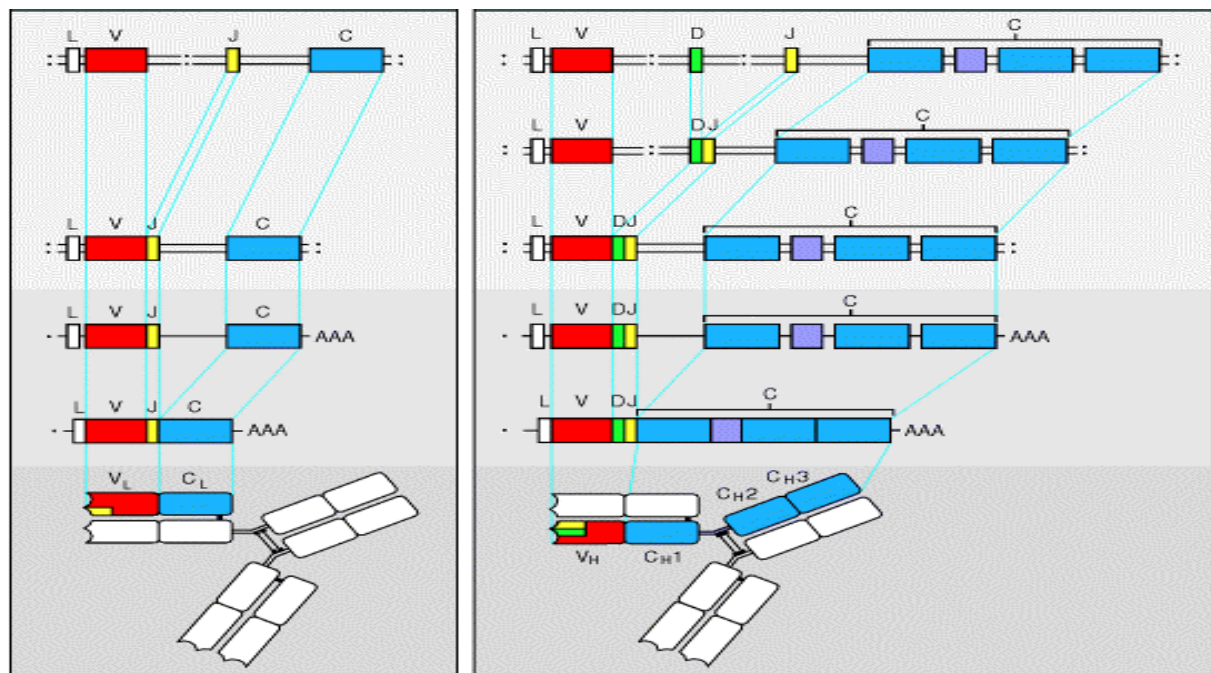 L V J C
L V J C
L V J C AAA
L V J C AAA
VL CL
L V D J C
L V DJ C
L V DJ C
L V DJ C AAA
L V DJ C AAA
CH2 CH3
VH CH1